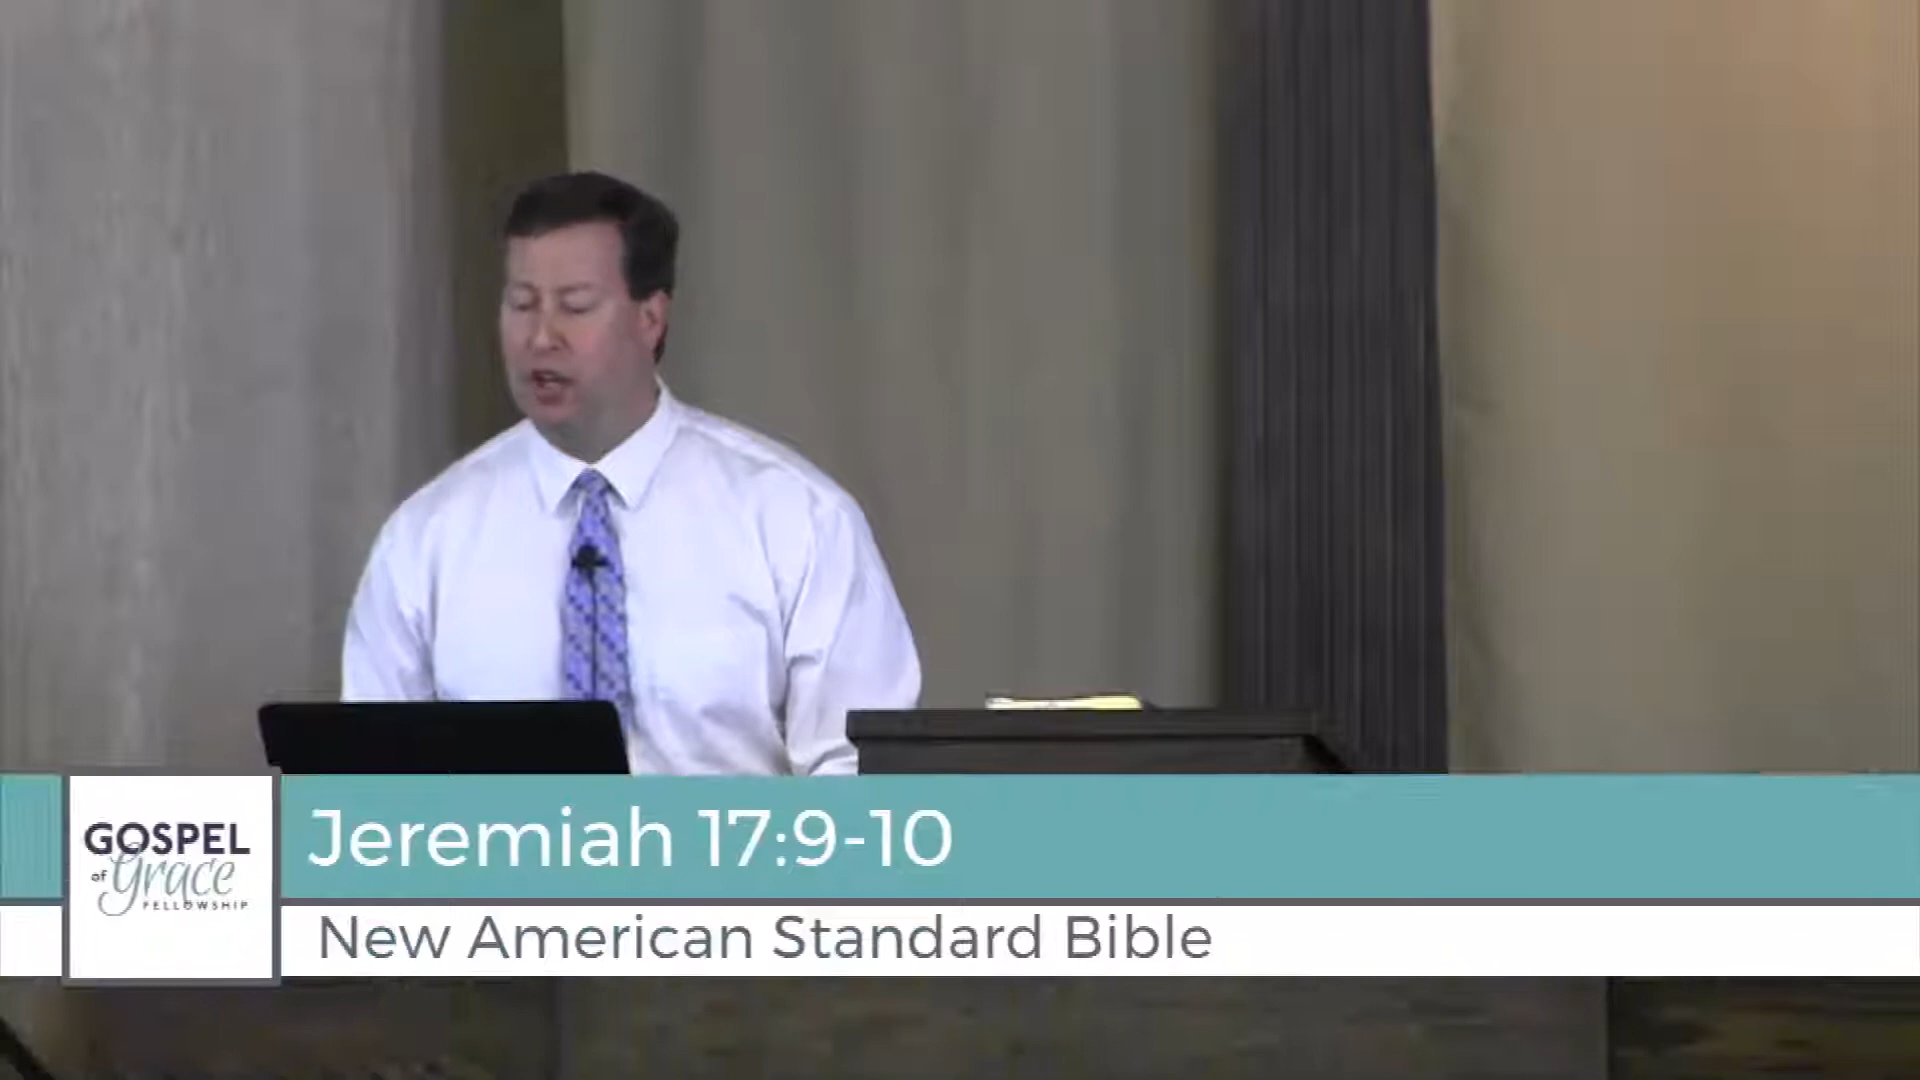 Jeremiah 17:9-10
GOSPEL
of Grace
FELLOWSHIP
New American Standard Bible